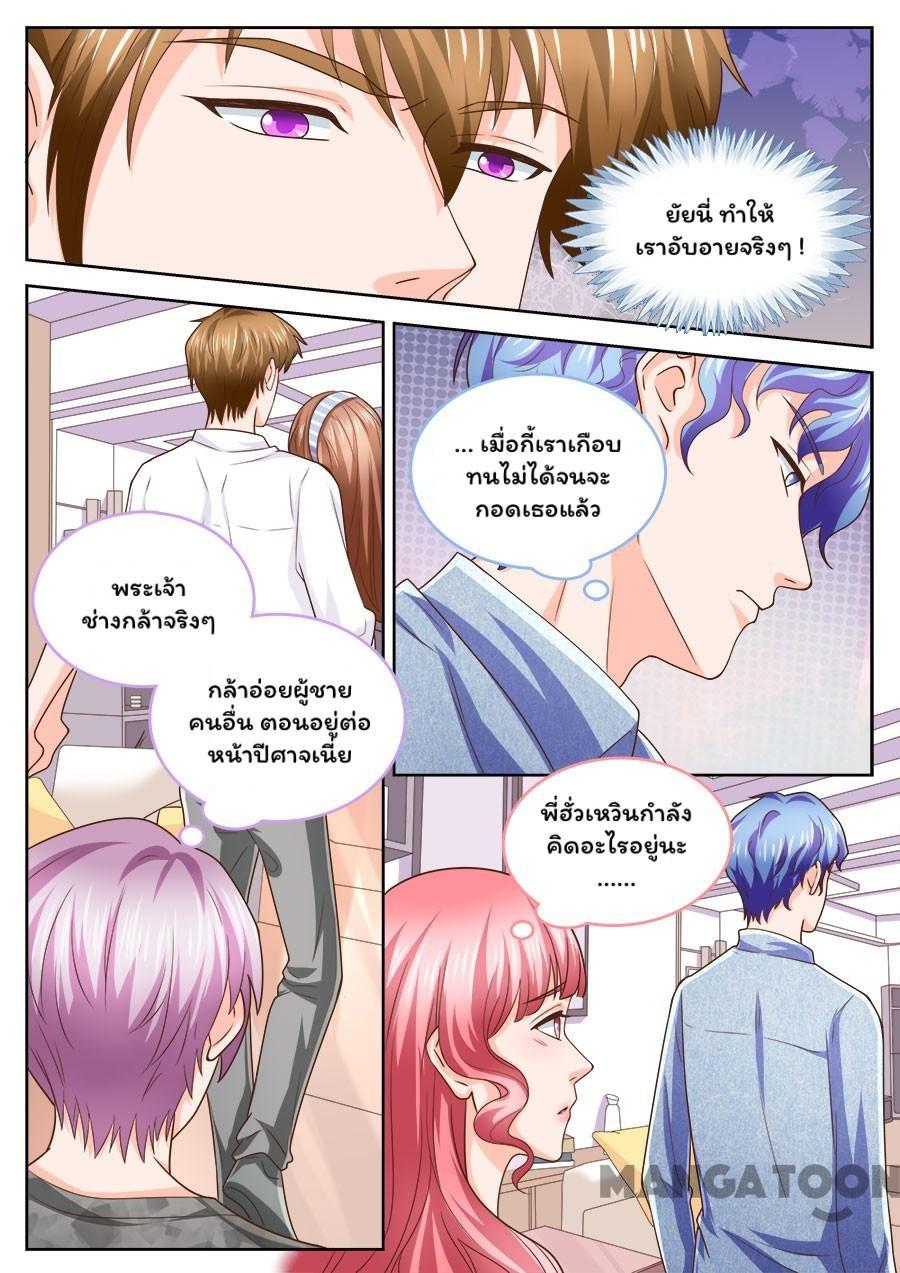 ยัยนี่ ทำให้
เราอับอายจริงๆ !
... เมื่อกี้เราเกือบ
ทนไม่ได้จนจะ
กอดเธอแล้ว
พระเจ้า
ช่างกล้าจริงๆ
กล้าอ่อยผู้ชาย
คนอื่น ตอนอยู่ต่อ
หน้าปีศาจเนี่ย
พี่ฮั่วเหวินกำลัง
คิดอะไรอยู่นะ
......
MANGATOON